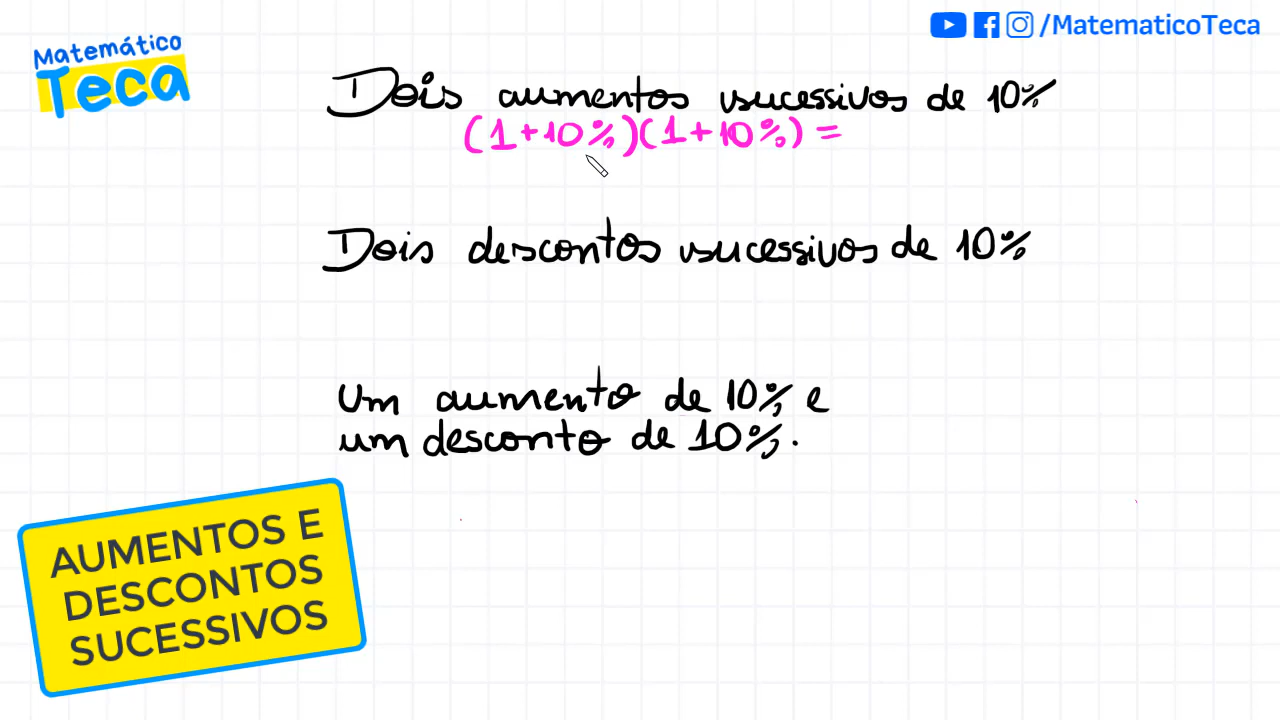 /MatematicoTeca
Matemático
Teca
Dois aumentos sucessivos de 10%
(1+10%)(1+10%)=
Dois descontos sucessivos de 10%
Um aumento de 10% e
um desconto de 10%.
AUMENTOS E
DESCONTOS
SUCESSIVOS